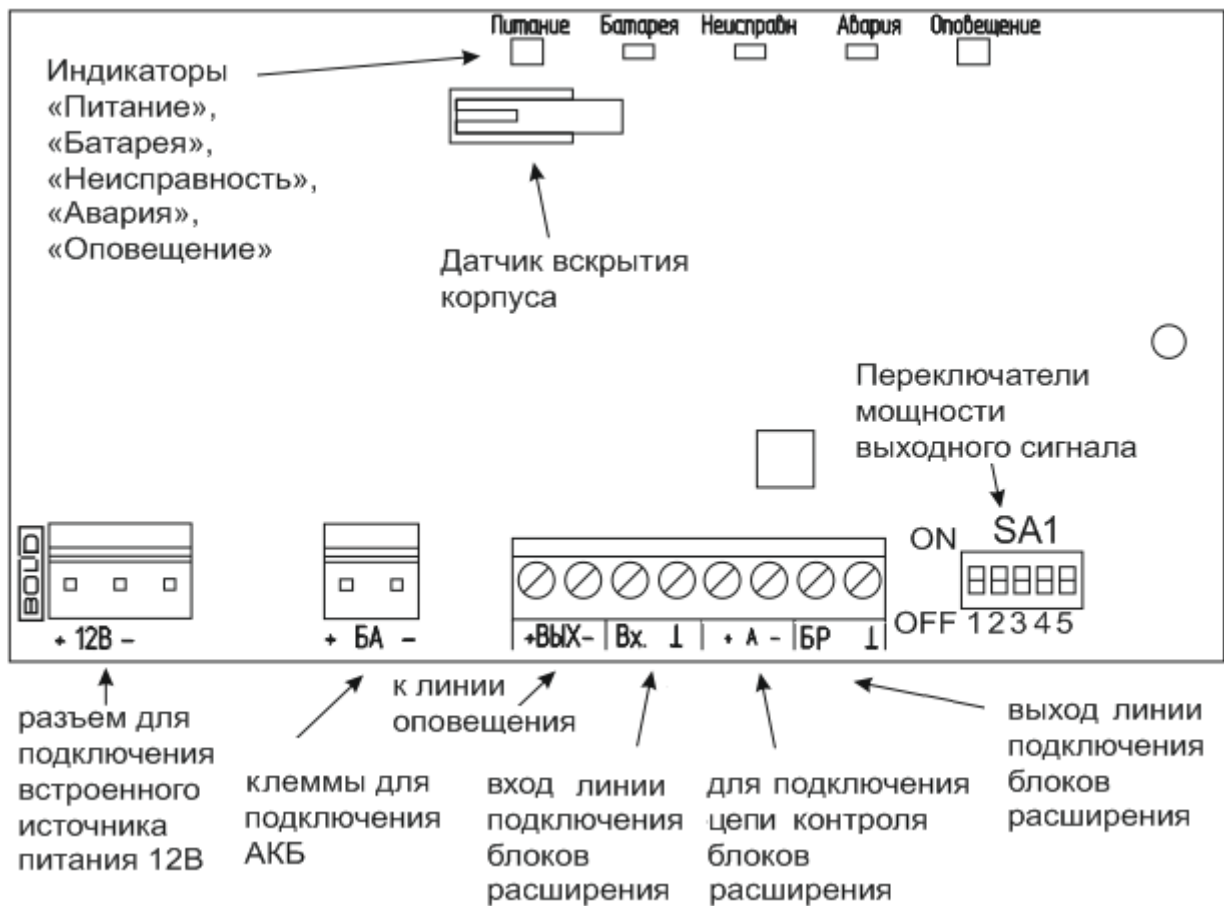 Питание Батарея Неисправн Авария Оповещение
Индикаторы
«Питание»,
«Батарея»,
«Неисправность»,
«Авария»,
«Оповещение»
Датчик вскрытия
корпуса
Переключатели
мощности
выходного сигнала
ON SA1
OFF 1 2 3 4 5
BOLID
+ 12В -
+ БА -
+ВЫХ- Вх. ⊥ + А - БР ⊥
разъем для
подключения
встроенного
источника
питания 12В
клеммы для
подключения
АКБ
к линии
оповещения
вход линии
подключения
блоков
расширения
для подключения
цепи контроля
блоков
расширения
выход линии
подключения
блоков
расширения